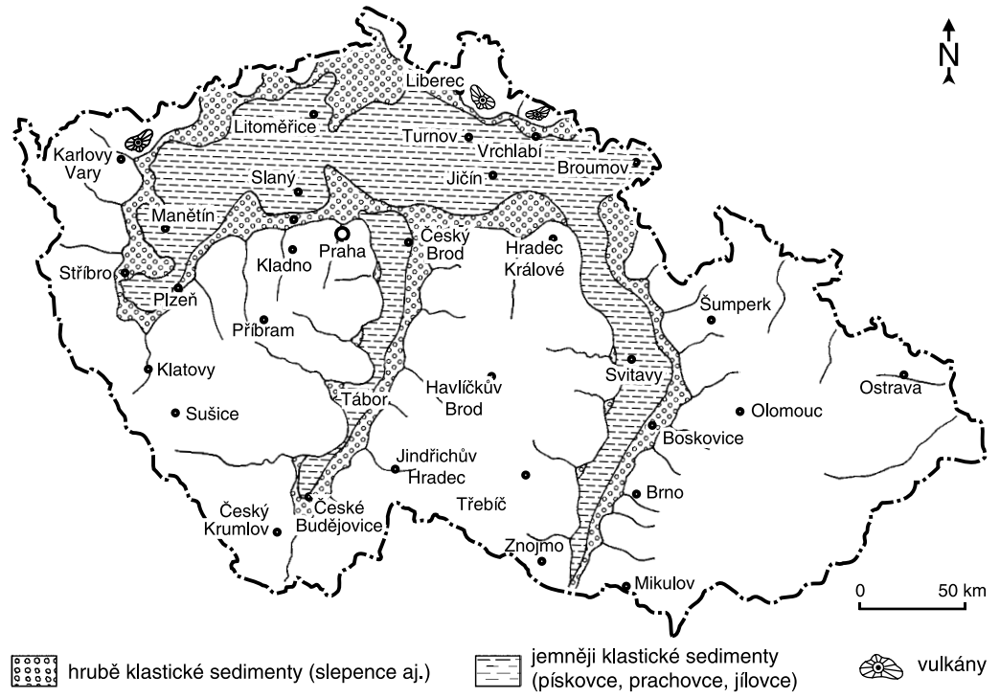 N
Liberec
Litoměřice
Turnov
Vrchlabí
Karlovy
Vary
Broumov
Slaný
Jičín
Manětín
Český
Brod
Kladno
Praha
Hradec
Králové
Stříbro
Plzeň
Šumperk
Příbram
Klatovy
Svitavy
Havlíčkův
Brod
Ostrava
Tábor
Sušice
Olomouc
Boskovice
Jindřichův
Hradec
Třebíč
Brno
Český
Krumlov
České
Budějovice
Znojmo
Mikulov
0 50 km
hrubě klastické sedimenty (slepence aj.)
jemněji klastické sedimenty
(pískovce, prachovce, jílovce)
vulkány